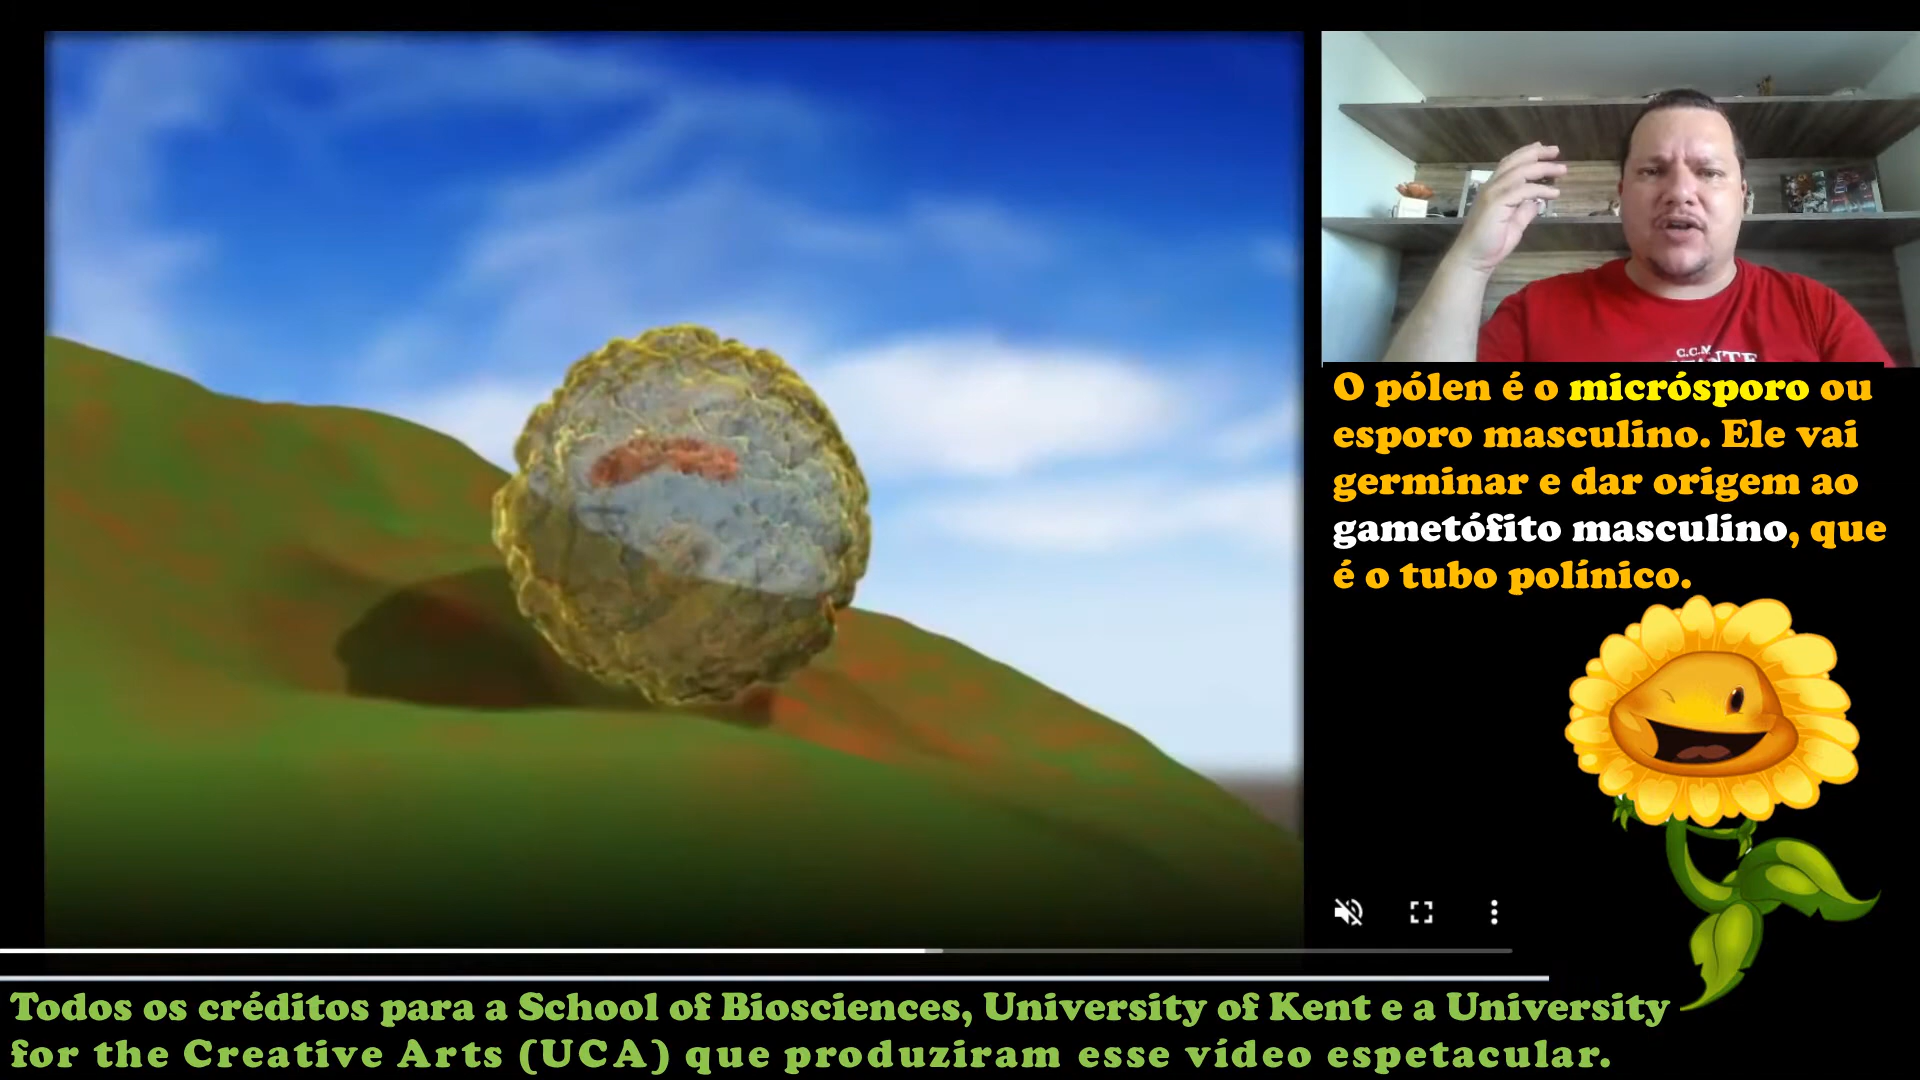 C.C.M
O pólen é o micrósporo ou
esporo masculino. Ele vai
germinar e dar origem ao
gametófito masculino, que
é o tubo polínico.
Todos os créditos para a School of Biosciences, University of Kent e a University
for the Creative Arts (UCA) que produziram esse vídeo espetacular.